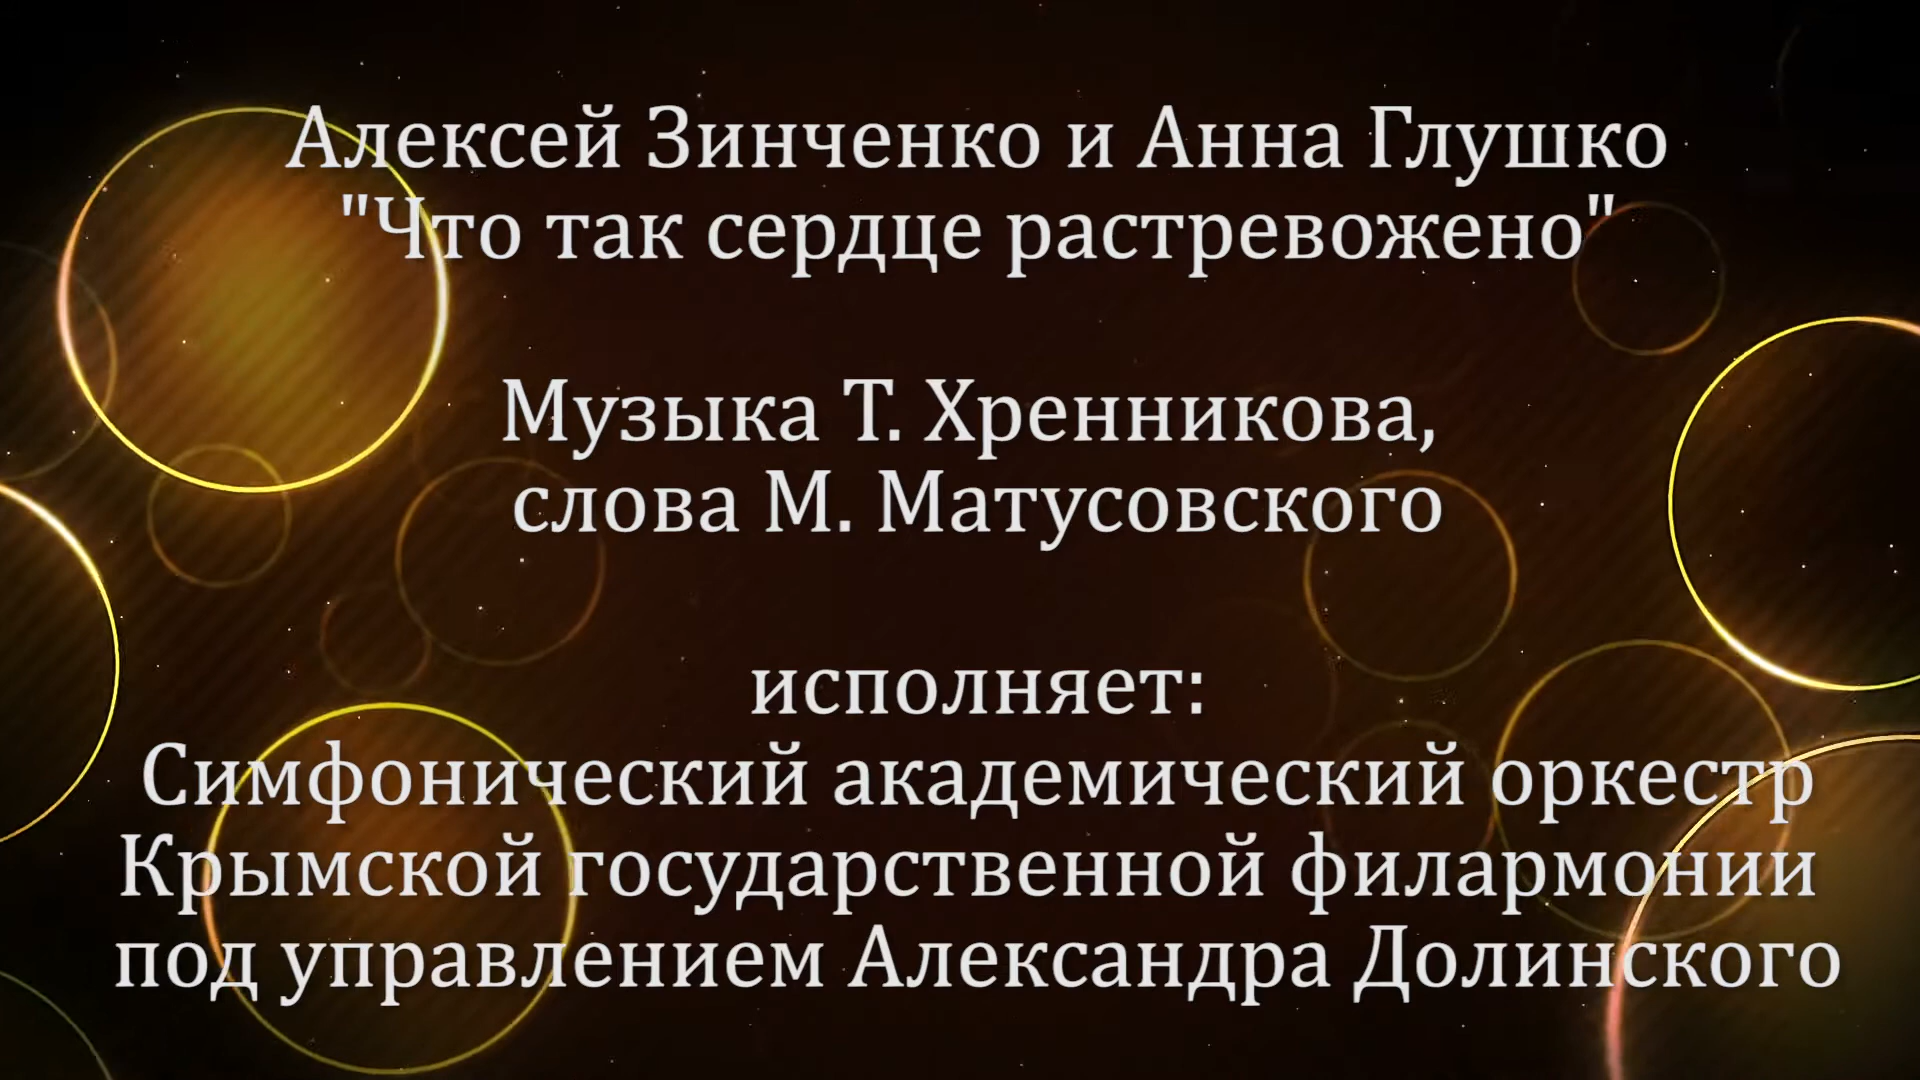 Алексей Зинченко и Анна Глушко
"Что так сердце растревожено"
Музыка Т. Хренникова,
слова М. Матусовского
исполняет:
Симфонический академический оркестр
Крымской государственной филармонии
под управлением Александра Долинского